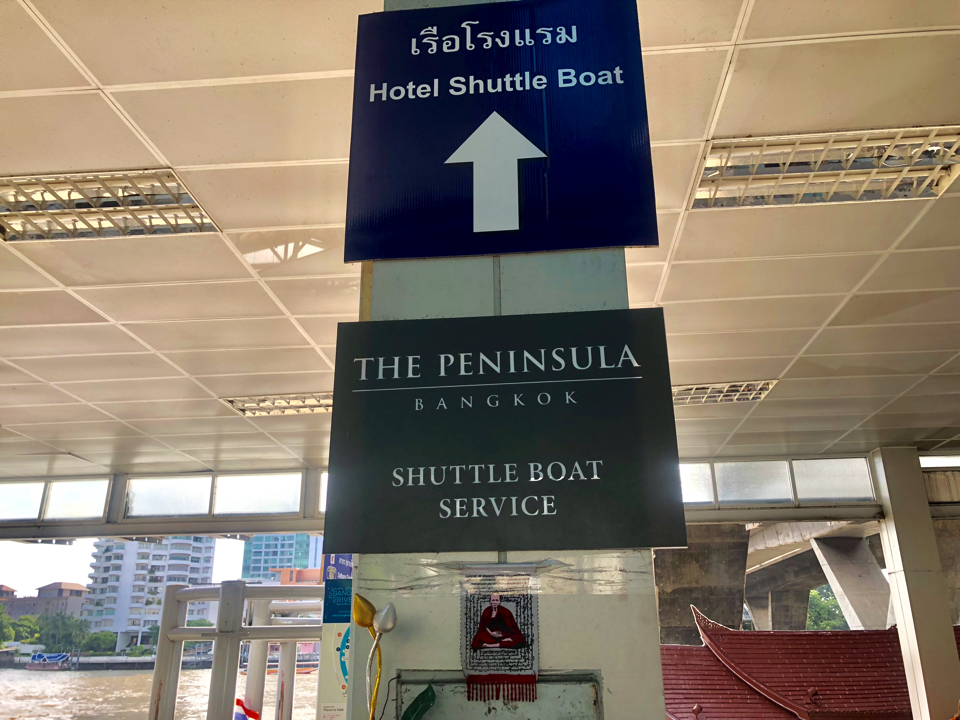 เรือโรงแรม
Hotel Shuttle Boat
THE PENINSULA
BANGKOK
SHUTTLE BOAT
SERVICE